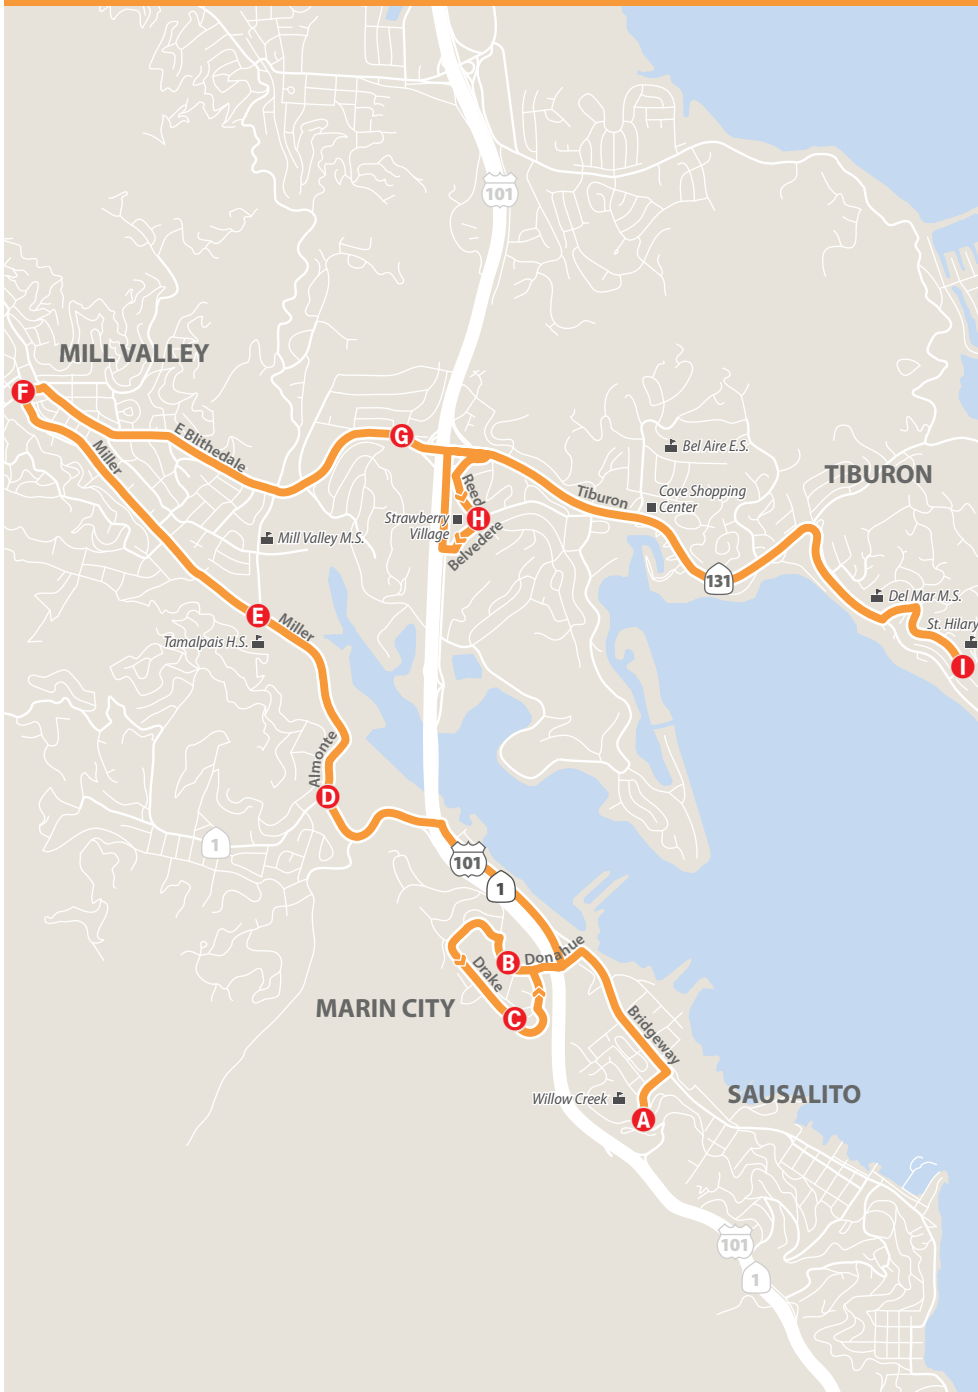 101
MILL VALLEY
F
E Blithedale
G
Miller
Bel Aire E.S.
TIBURON
Reed
Tiburon
Cove Shopping
Center
Strawberry
Village
H
Belvedere
Mill Valley M.S.
131
Del Mar M.S.
St. Hilary
I
E
Miller
Tamalpais H.S.
Almonte
D
1
101
1
B
Donahue
Drake
C
MARIN CITY
Bridgeway
Willow Creek
SAUSALITO
A
101
1